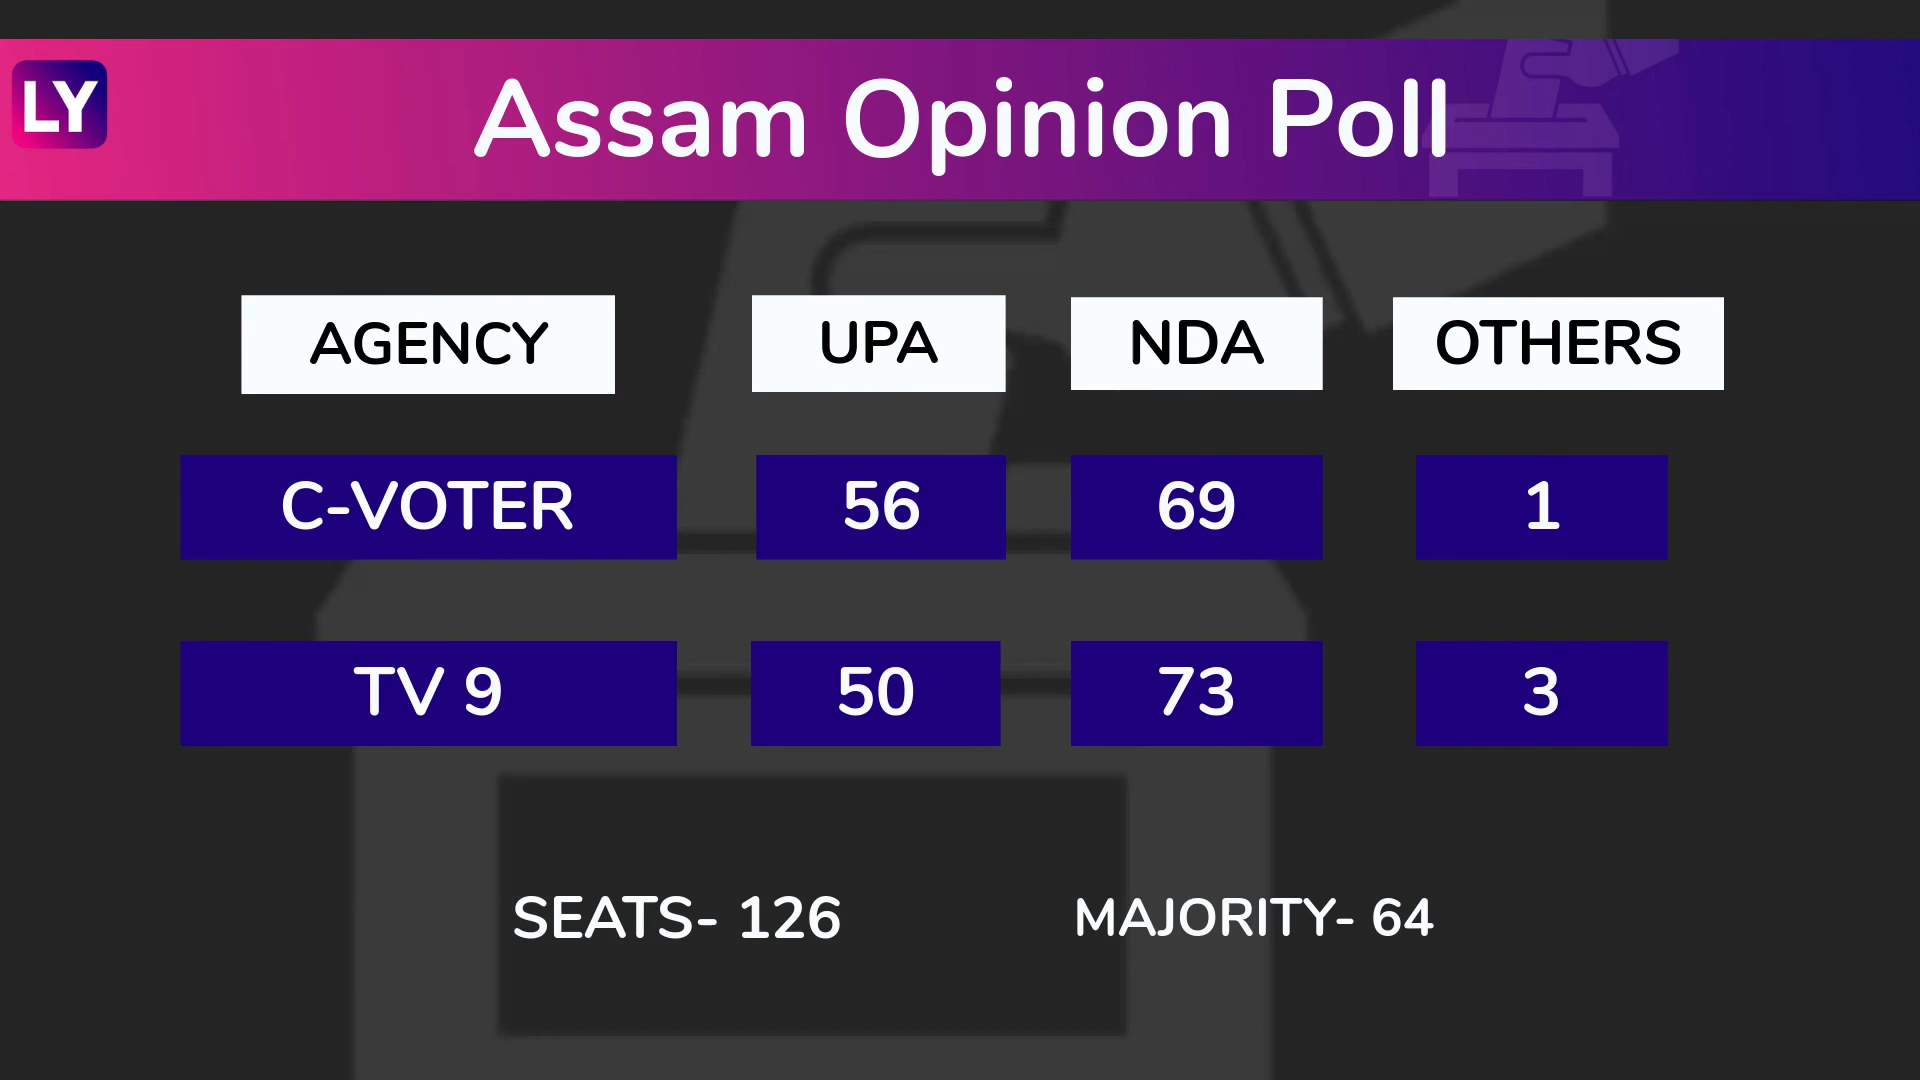 LY
Assam Opinion Poll
AGENCY UPA NDA OTHERS
C-VOTER 56 69 1
TV 9 50 73 3
SEATS- 126 MAJORITY- 64